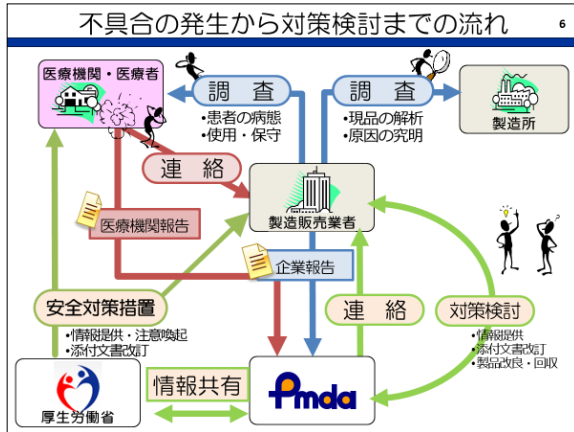 不具合の発生から対策検討までの流れ
6
医療機関・医療者
調 査
•患者の病態
•使用・保守
調 査
•現品の解析
•原因の究明
製造所
連 絡
製造販売業者
医療機関報告
企業報告
安全対策措置
•情報提供・注意喚起
•添付文書改訂
連 絡
対策検討
•情報提供
•添付文書改訂
•製品改良・回収
厚生労働省
情報共有
Pmda